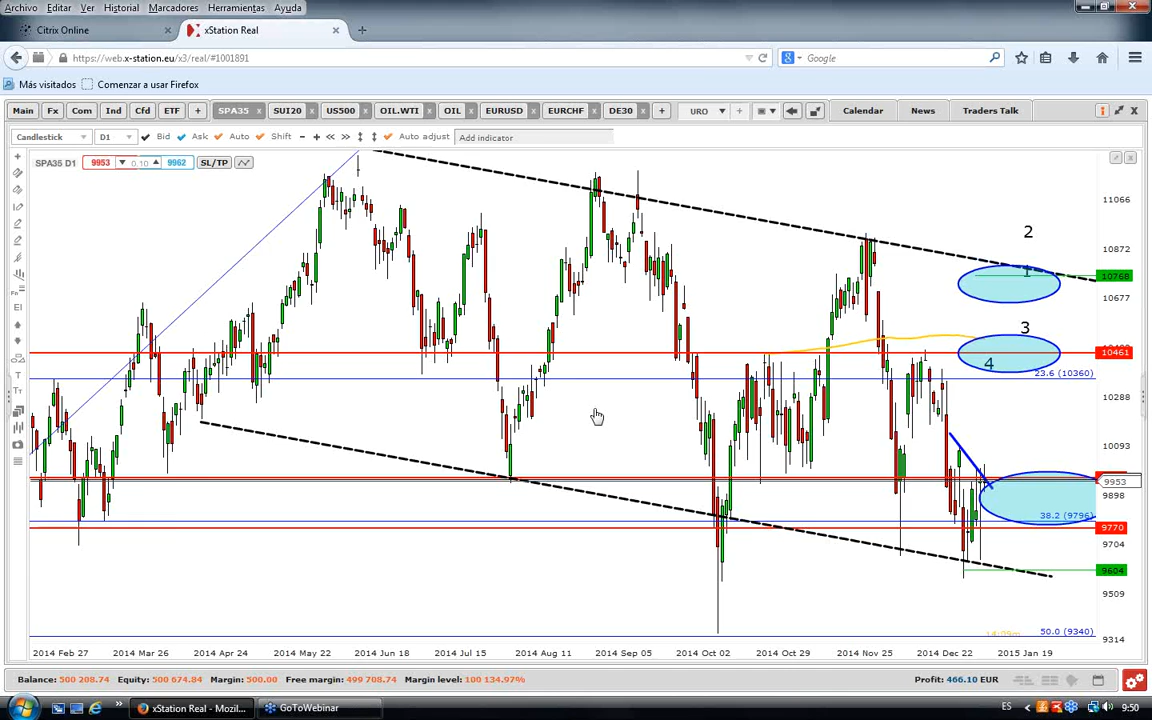 Archivo Editar Ver Historial Marcadores Herramientas Ayuda
Citrix Online × xStation Real × +
https://web.x-station.eu/x3/real/#1001891 Google
Más visitados Comenzar a usar Firefox
Main Fx Com Ind Cfd ETF + SPA35 × SUI20 × US500 × OIL.WTI × OIL × EURUSD × EURCHF × DE30 × + URO Calendar News Traders Talk
Candlestick D1 Bid Ask Auto Shift - + << >> Auto adjust Add indicator
SPA35 D1 9953 0.10 9962 SL/TP
11066
2
10872
1
10768
10677
3
10461
4
23.6 (10360)
10288
10093
9953
9898
38.2 (9796)
9770
9704
9604
9509
50.0 (9340)
9314
2014 Feb 27 2014 Mar 26 2014 Apr 24 2014 May 22 2014 Jun 18 2014 Jul 15 2014 Aug 11 2014 Sep 05 2014 Oct 02 2014 Oct 29 2014 Nov 25 2014 Dec 22 2015 Jan 19
Balance: 500 208.74 Equity: 500 674.84 Margin: 500.00 Free margin: 499 708.74 Margin level: 100 134.97% Profit: 466.10 EUR
xStation Real - Mozil... GoToWebinar ES 9:50